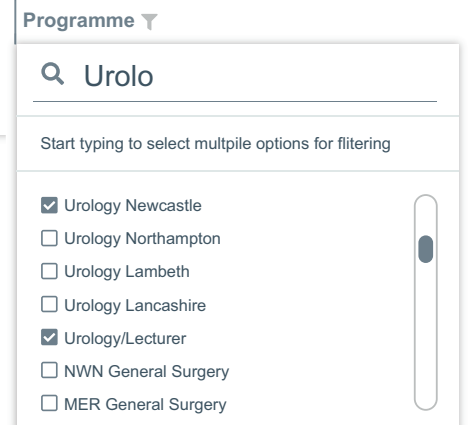 Programme
Urolo
Start typing to select multpile options for flitering
Urology Newcastle
Urology Northampton
Urology Lambeth
Urology Lancashire
Urology/Lecturer
NWN General Surgery
MER General Surgery